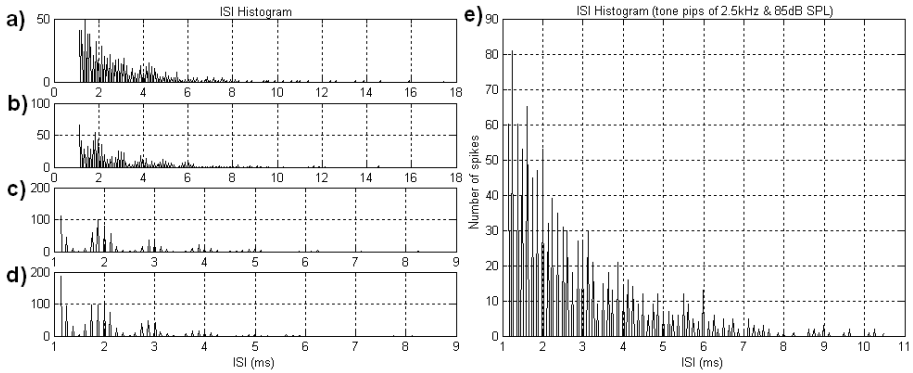 ISI Histogram
a)
50
0
0 2 4 6 8 10 12 14 16 18
b)
100
50
0
0 2 4 6 8 10 12 14 16 18
c)
200
100
0
1 2 3 4 5 6 7 8 9
d)
200
100
0
1 2 3 4 5 6 7 8 9
ISI (ms)
e)
ISI Histogram (tone pips of 2.5kHz & 85dB SPL)
90
80
70
60
50
40
30
20
10
0
Number of spikes
1 2 3 4 5 6 7 8 9 10 11
ISI (ms)